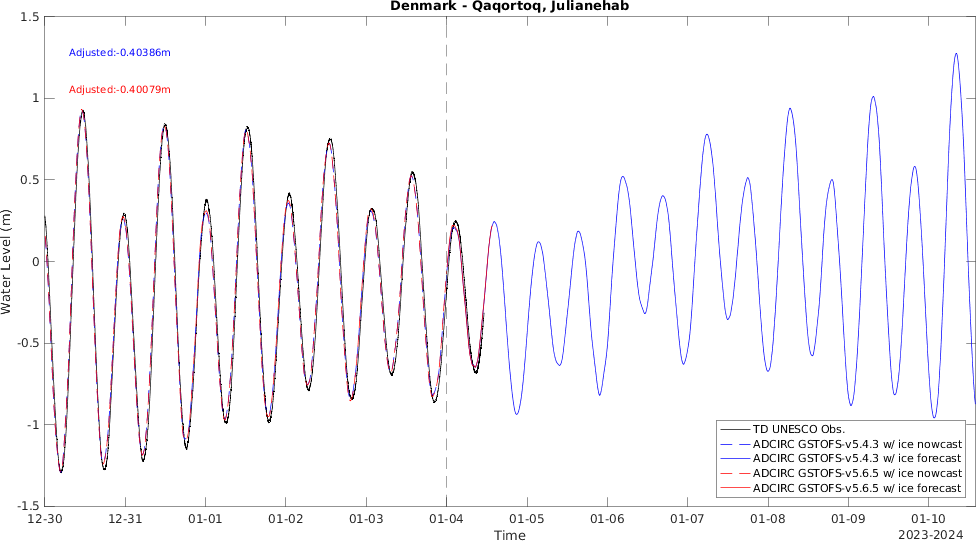 Denmark - Qaqortoq, Julianehab
Adjusted:-0.40386m
Adjusted:-0.40079m
1.5
1
0.5
0
-0.5
-1
-1.5
Water Level (m)
12-30 12-31 01-01 01-02 01-03 01-04 01-05 01-06 01-07 01-08 01-09 01-10
Time
2023-2024
TD UNESCO Obs.
ADCIRC GSTOFS-v5.4.3 w/ ice nowcast
ADCIRC GSTOFS-v5.4.3 w/ ice forecast
ADCIRC GSTOFS-v5.6.5 w/ ice nowcast
ADCIRC GSTOFS-v5.6.5 w/ ice forecast